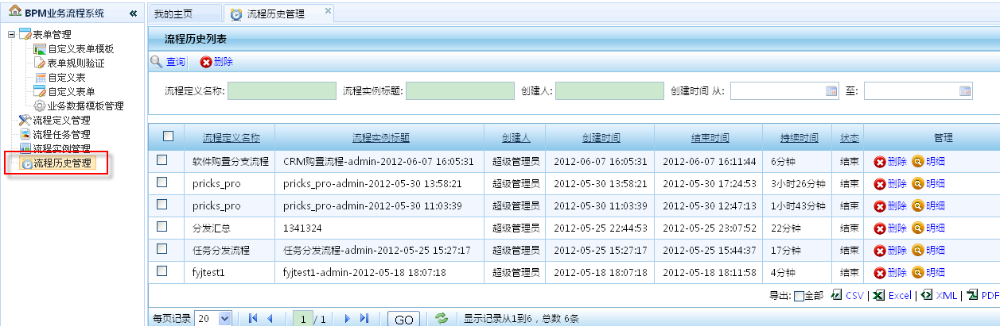 BPM业务流程系统 «
表单管理
自定义表单模板
表单规则验证
自定义表
自定义表单
业务数据模板管理
流程定义管理
流程任务管理
流程实例管理
流程历史管理
我的主页 流程历史管理
流程历史列表
查询 删除
流程定义名称: 流程实例标题: 创建人: 创建时间 从: 至:
流程定义名称 流程实例标题 创建人 创建时间 结束时间 持续时间 状态 管理
软件购置分支流程 CRM购置流程-admin-2012-06-07 16:05:31 超级管理员 2012-06-07 16:05:31 2012-06-07 16:11:44 6分钟 结束 删除 明细
pricks_pro pricks_pro-admin-2012-05-30 13:58:21 超级管理员 2012-05-30 13:58:21 2012-05-30 17:24:53 3小时26分钟 结束 删除 明细
pricks_pro pricks_pro-admin-2012-05-30 11:03:39 超级管理员 2012-05-30 11:03:39 2012-05-30 12:47:13 1小时43分钟 结束 删除 明细
分发汇总 1341324 超级管理员 2012-05-25 22:44:53 2012-05-25 23:07:52 22分钟 结束 删除 明细
任务分发流程 任务分发流程-admin-2012-05-25 15:27:17 超级管理员 2012-05-25 15:27:17 2012-05-25 15:44:37 17分钟 结束 删除 明细
fyjtest1 fyjtest1-admin-2012-05-18 18:07:18 超级管理员 2012-05-18 18:07:18 2012-05-18 18:11:58 4分钟 结束 删除 明细
导出: 全部 CSV | Excel | XML | PDF
每页记录 20 1 / 1 GO 显示记录从1到6，总数 6条